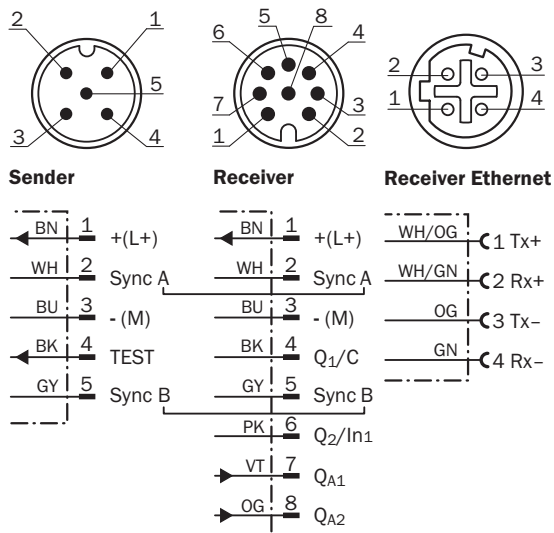 2 1 5 3 4
5 8 6 4 7 3 1 2
2 3 1 4
Sender
BN 1 +(L+)
WH 2 Sync A
BU 3 - (M)
BK 4 TEST
GY 5 Sync B
Receiver
BN 1 +(L+)
WH 2 Sync A
BU 3 - (M)
BK 4 Q1/C
GY 5 Sync B
PK 6 Q2/In1
VT 7 QA1
OG 8 QA2
Receiver Ethernet
WH/OG 1 Tx+
WH/GN 2 Rx+
OG 3 Tx–
GN 4 Rx–